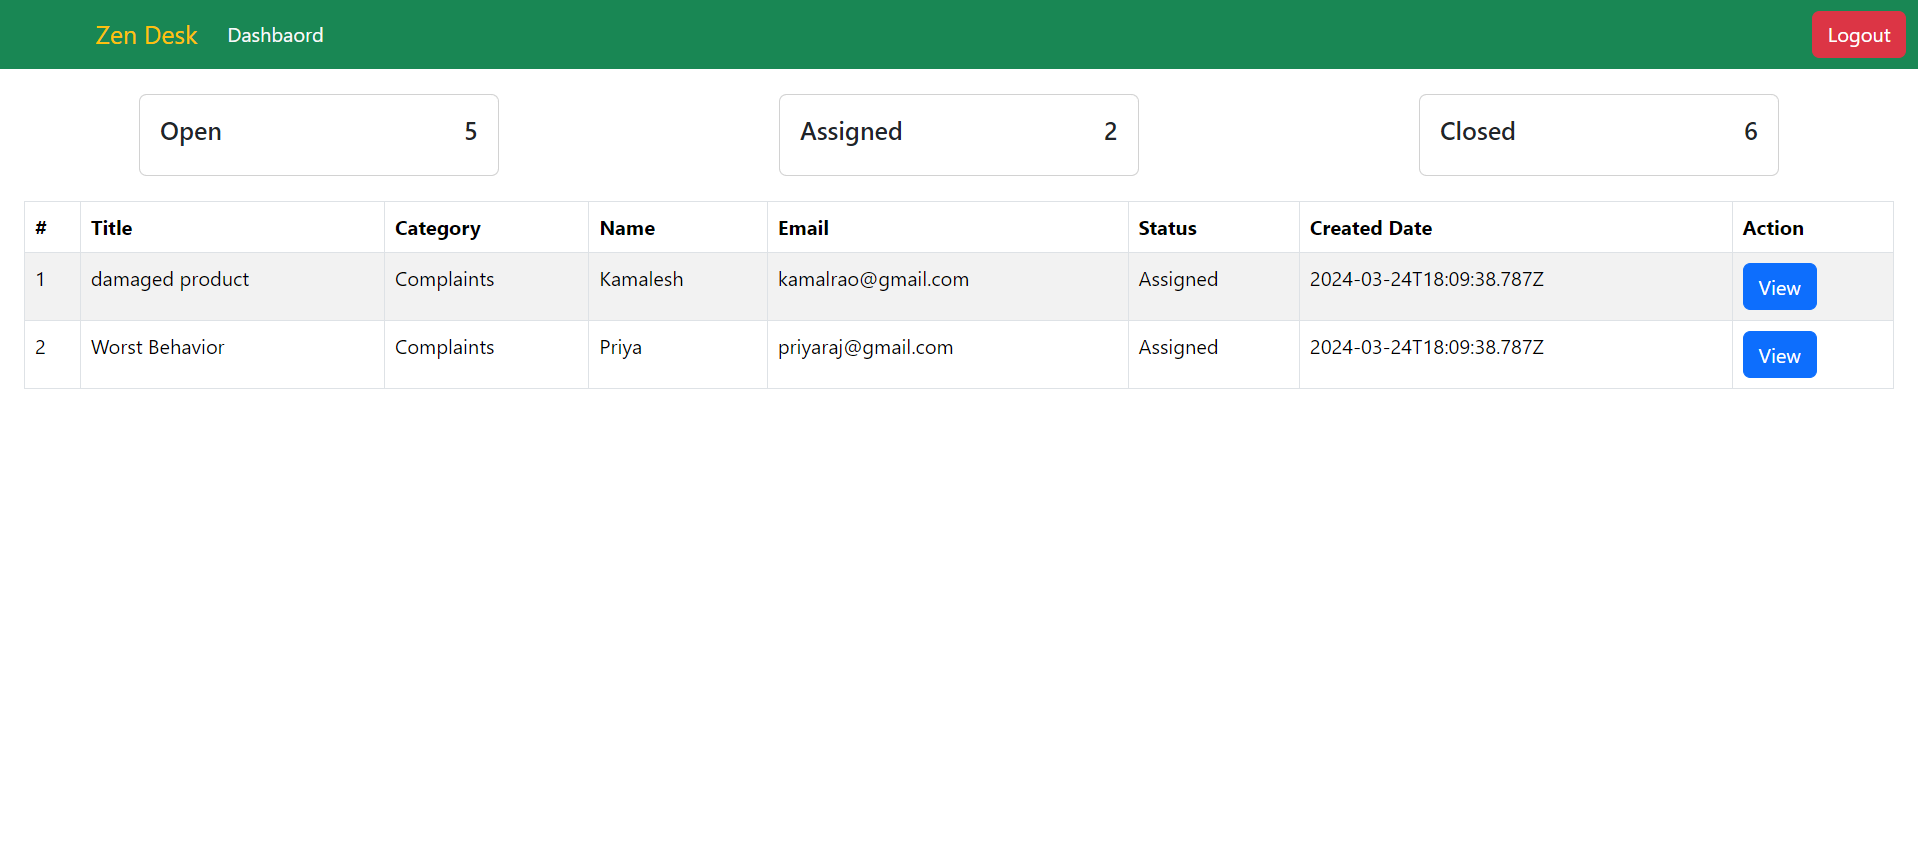 Zen Desk Dashbaord Logout
Open 5 Assigned 2 Closed 6
# Title Category Name Email Status Created Date Action
1 damaged product Complaints Kamalesh kamalrao@gmail.com Assigned 2024-03-24T18:09:38.787Z View
2 Worst Behavior Complaints Priya priyaraj@gmail.com Assigned 2024-03-24T18:09:38.787Z View